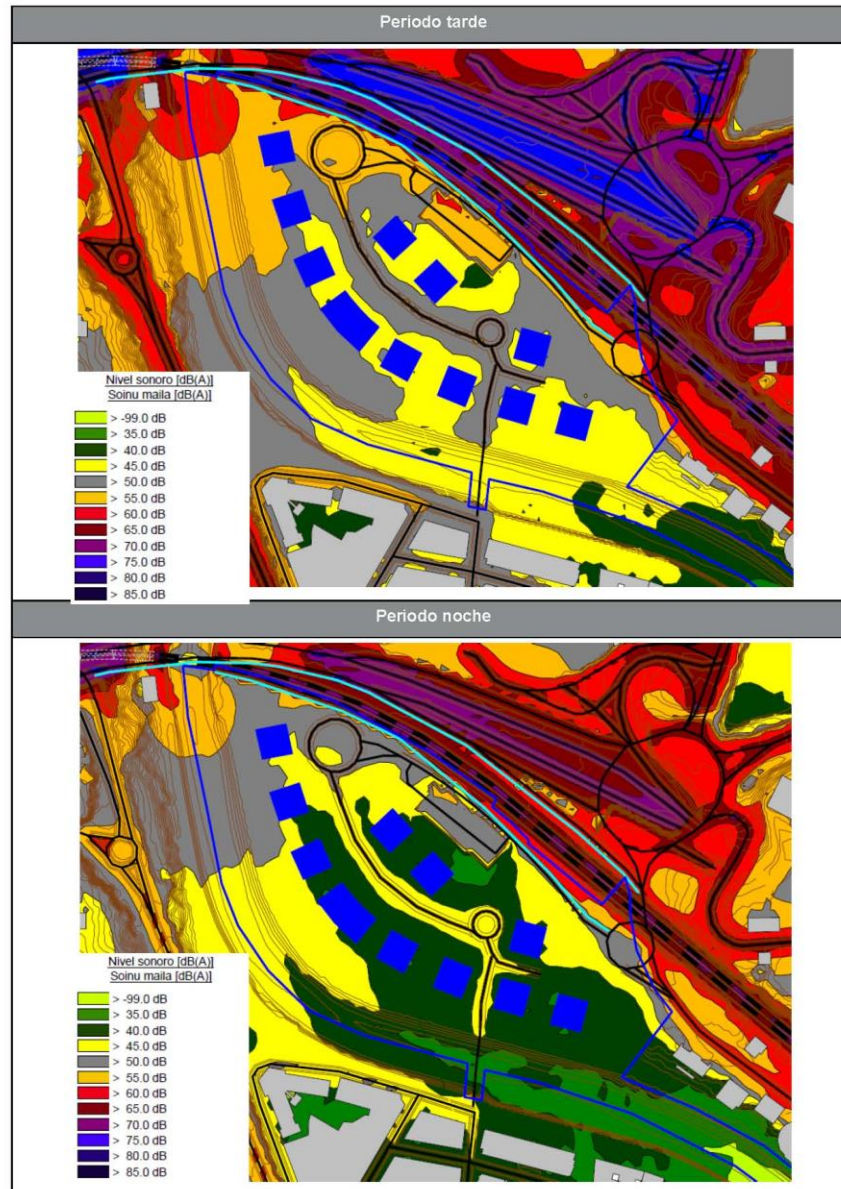 Periodo tarde
Nivel sonoro [dB(A)]
Soinu maila [dB(A)]
> -99.0 dB
> 35.0 dB
> 40.0 dB
> 45.0 dB
> 50.0 dB
> 55.0 dB
> 60.0 dB
> 65.0 dB
> 70.0 dB
> 75.0 dB
> 80.0 dB
> 85.0 dB
Periodo noche
Nivel sonoro [dB(A)]
Soinu maila [dB(A)]
> -99.0 dB
> 35.0 dB
> 40.0 dB
> 45.0 dB
> 50.0 dB
> 55.0 dB
> 60.0 dB
> 65.0 dB
> 70.0 dB
> 75.0 dB
> 80.0 dB
> 85.0 dB